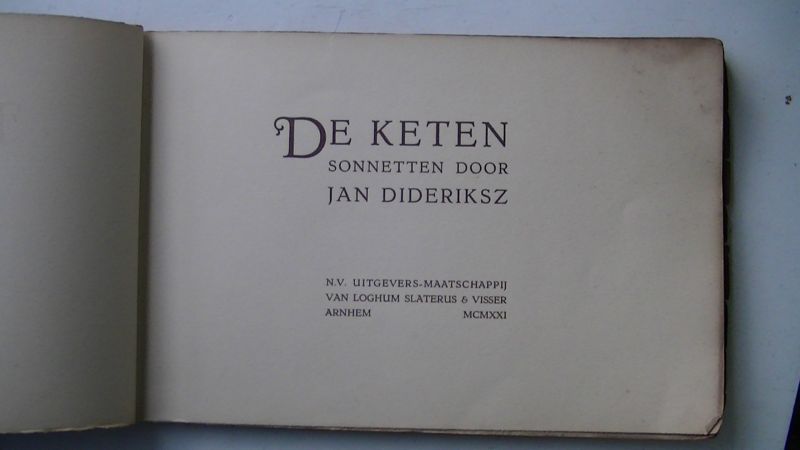 DE KETEN
SONNETTEN DOOR
JAN DIDERIKSZ
N.V. UITGEVERS-MAATSCHAPPIJ
VAN LOGHUM SLATERUS & VISSER
ARNHEM MCMXXI